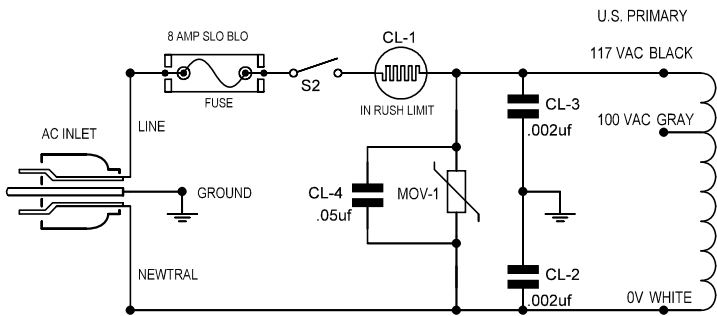 U.S. PRIMARY
8 AMP SLO BLO
CL-1
117 VAC BLACK
S2
FUSE
IN RUSH LIMIT
CL-3
.002uf
100 VAC GRAY
AC INLET
LINE
GROUND
CL-4
.05uf
MOV-1
NEWTRAL
CL-2
.002uf
0V WHITE